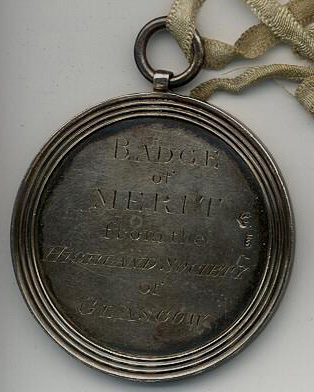 BADGE
of
MERIT
from the
HIGHLAND SOCIETY
OF
GLASGOW